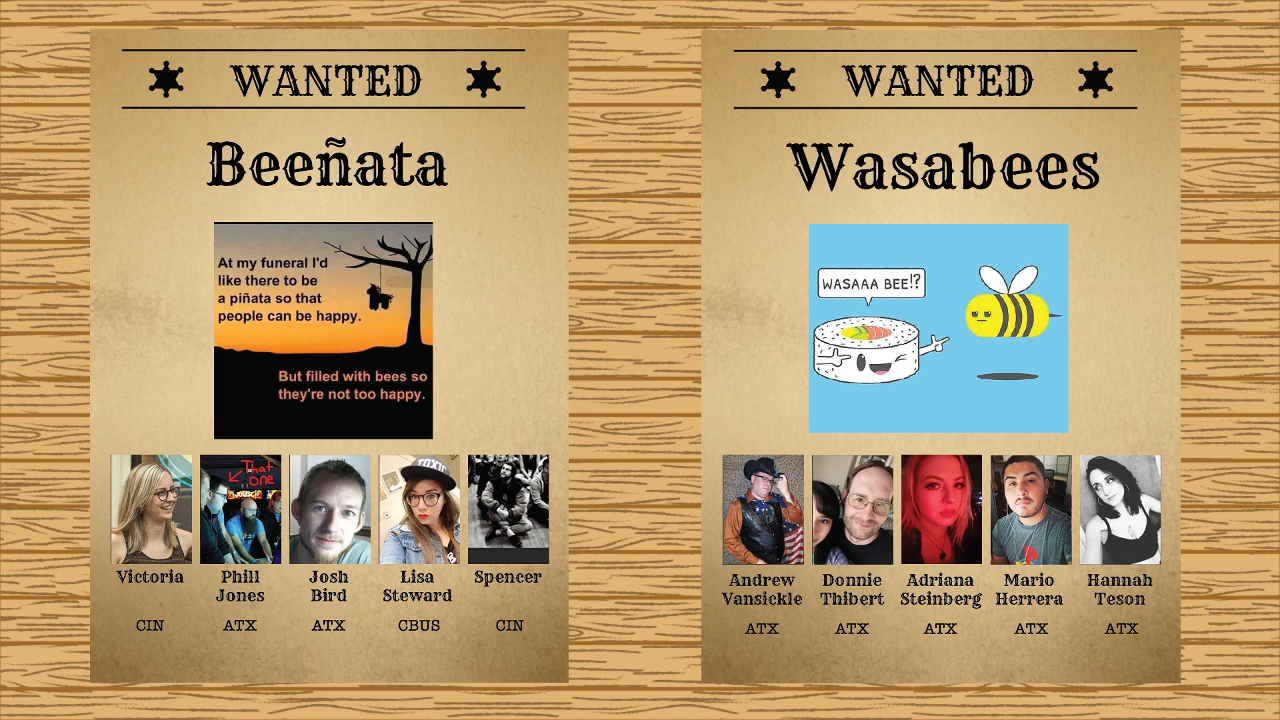 WANTED
Beeñata
At my funeral I'd
like there to be
a piñata so that
people can be happy.
But filled with bees so
they're not too happy.
That
one
TOXIC
Victoria
CIN
Phill
Jones
ATX
Josh
Bird
ATX
Lisa
Steward
CBUS
Spencer
CIN
WANTED
Wasabees
WASAAA BEE!?
Andrew
Vansickle
ATX
Donnie
Thibert
ATX
Adriana
Steinberg
ATX
Mario
Herrera
ATX
Hannah
Teson
ATX